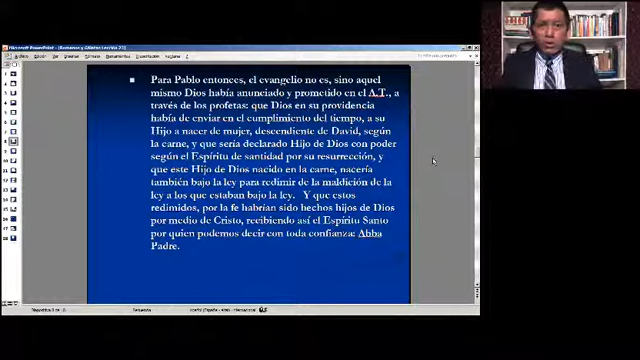 Microsoft PowerPoint - [Romanos y Gálatas Lección 23]
Para Pablo entonces, el evangelio no es, sino aquel
mismo Dios había anunciado y prometido en el A.T., a
través de los profetas: que Dios en su providencia
había de enviar en el cumplimiento del tiempo, a su
Hijo a nacer de mujer, descendiente de David, según
la carne, y que sería declarado Hijo de Dios con poder
según el Espíritu de santidad por su resurrección, y
que este Hijo de Dios nacido en la carne, nacería
también bajo la ley para redimir de la maldición de la
ley a los que estaban bajo la ley. Y que estos
redimidos, por la fe habrían sido hechos hijos de Dios
por medio de Cristo, recibiendo así el Espíritu Santo
por quien podemos decir con toda confianza: Abba
Padre.